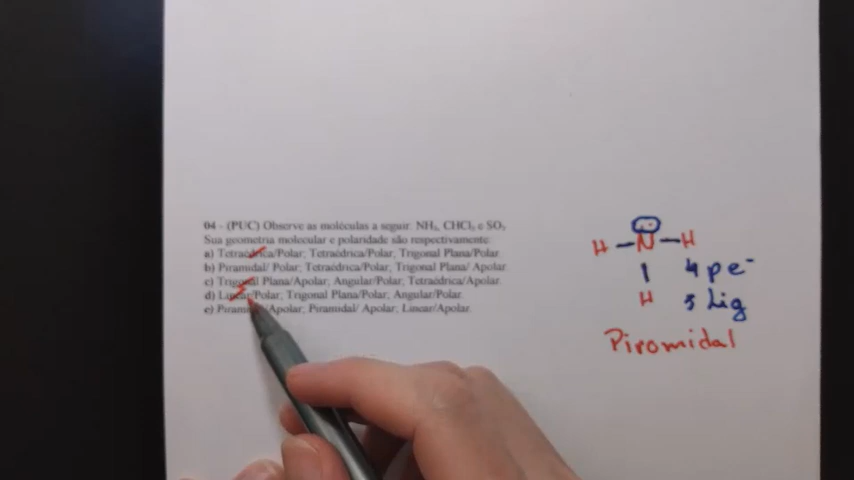 04 - (PUC) Observe as moléculas a seguir: NH₃, CHCl₃ e SO₃
Sua geometria molecular e polaridade são respectivamente:
a) Tetraédrica/Polar; Tetraédrica/Polar, Trigonal Plana/Polar.
b) Piramidal/ Polar; Tetraédrica/Polar, Trigonal Plana/ Apolar.
c) Trigonal Plana/Apolar; Angular/Polar; Tetraédrica/Apolar.
d) Linear/Polar; Trigonal Plana/Polar; Angular/Polar.
e) Piramidal/Apolar; Piramidal/ Apolar; Linear/Apolar.
H - N - H
H
4 p e⁻
3 Lig
Piramidal